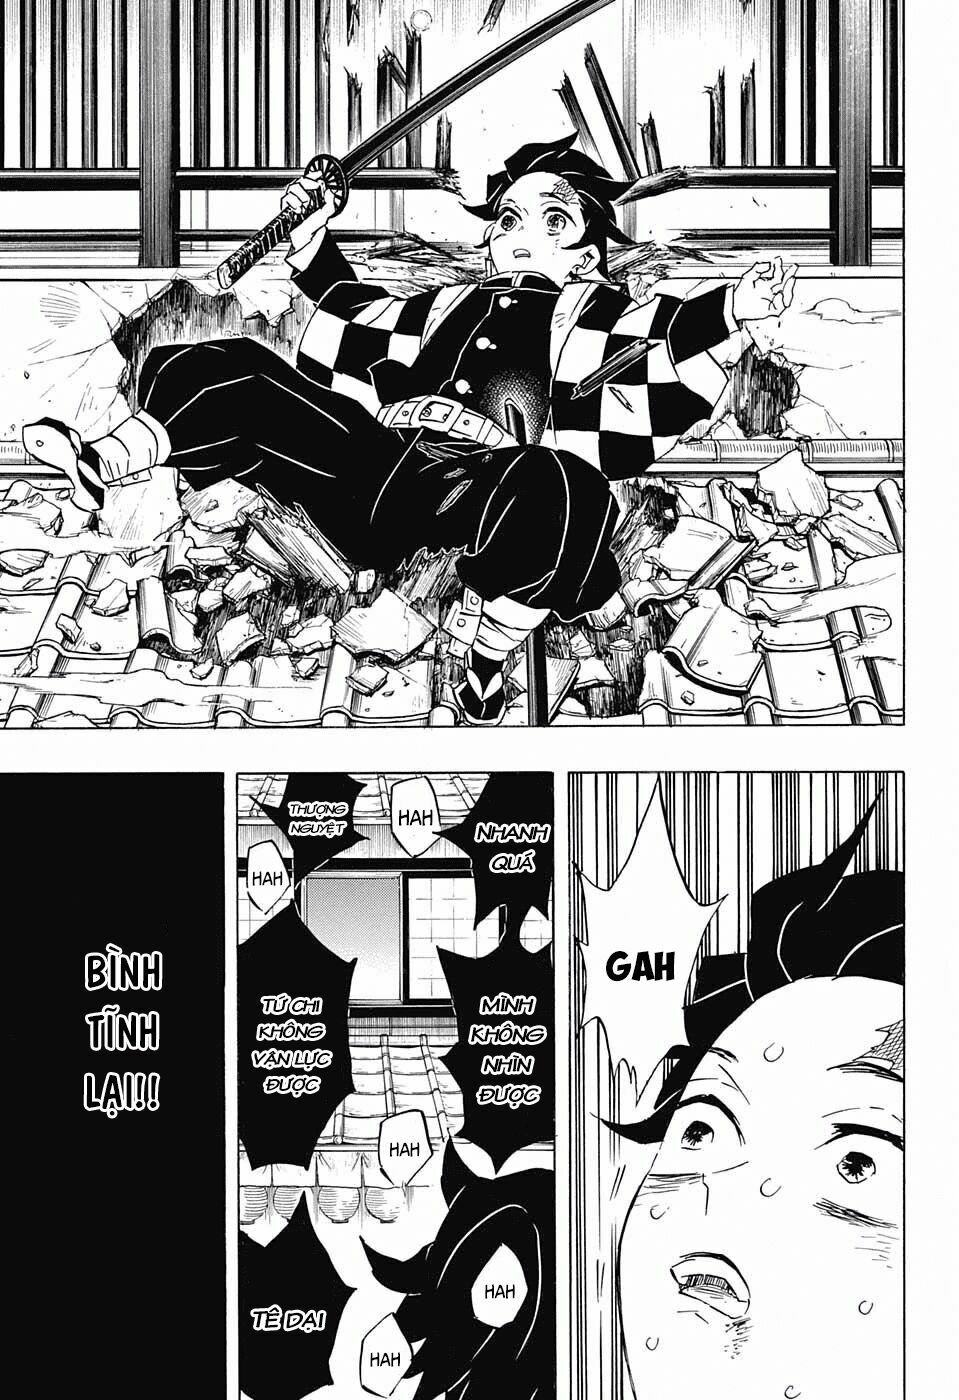 GAH
NHANH
QUÁ
HAH
THƯỢNG
NGUYỆT
HAH
MÌNH
KHÔNG
NHÌN
ĐƯỢC
TỨ CHI
KHÔNG
VẬN LỰC
ĐƯỢC
HAH
HAH
TÊ DẠI
HAH
BÌNH
TĨNH
LẠI!!